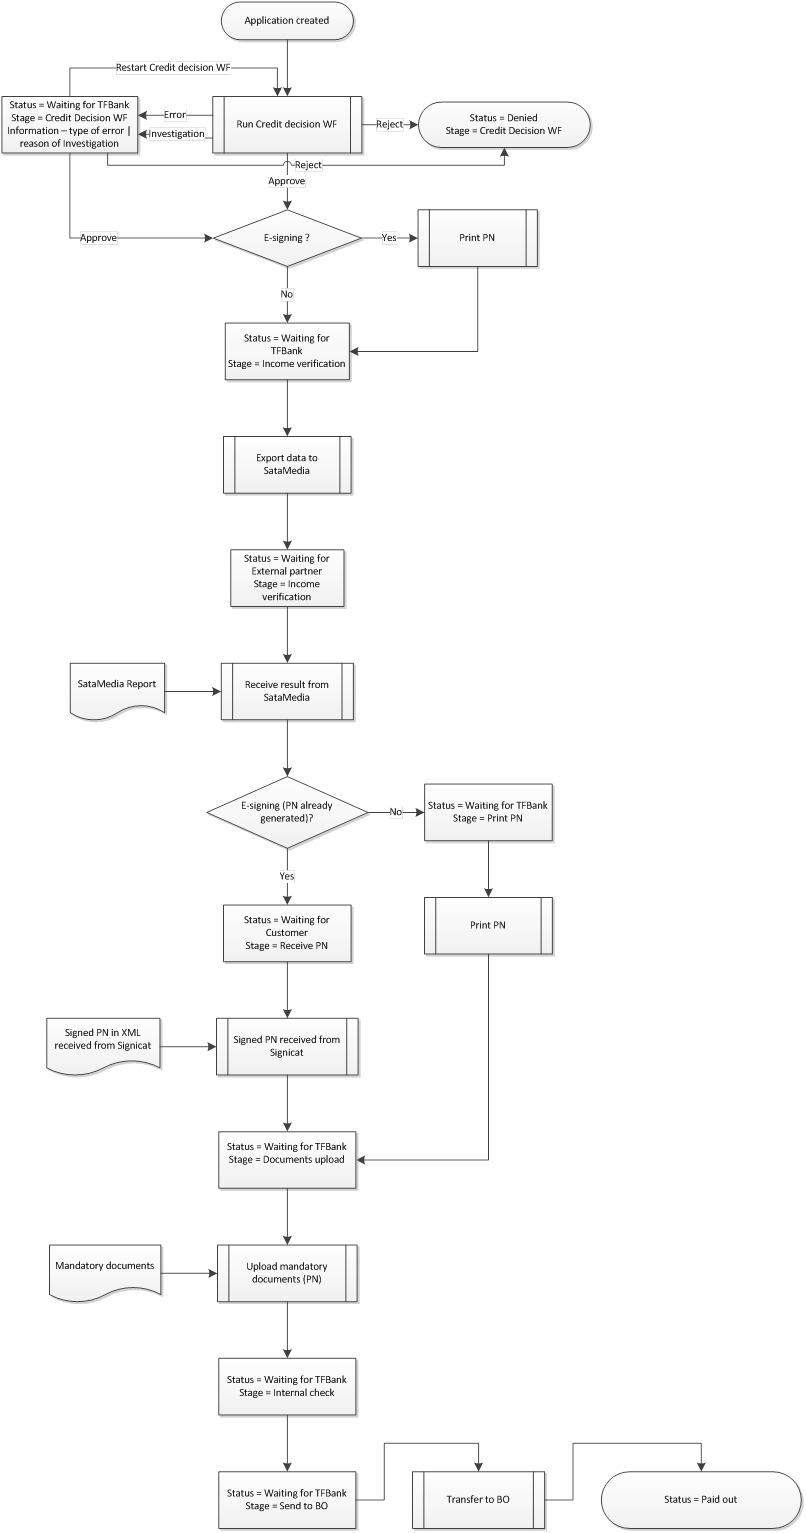 Application created
Restart Credit decision WF
Status = Waiting for TFBank
Stage = Credit Decision WF
Information – type of error |
reason of Investigation
Error
Investigation
Run Credit decision WF
Reject
Status = Denied
Stage = Credit Decision WF
Reject
Approve
Approve
E-signing ?
Yes
Print PN
No
Status = Waiting for
TFBank
Stage = Income verification
Export data to
SataMedia
Status = Waiting for
External partner
Stage = Income
verification
SataMedia Report
Receive result from
SataMedia
E-signing (PN already
generated)?
No
Status = Waiting for TFBank
Stage = Print PN
Yes
Status = Waiting for
Customer
Stage = Receive PN
Print PN
Signed PN in XML
received from Signicat
Signed PN received from
Signicat
Status = Waiting for TFBank
Stage = Documents upload
Mandatory documents
Upload mandatory
documents (PN)
Status = Waiting for TFBank
Stage = Internal check
Status = Waiting for TFBank
Stage = Send to BO
Transfer to BO
Status = Paid out